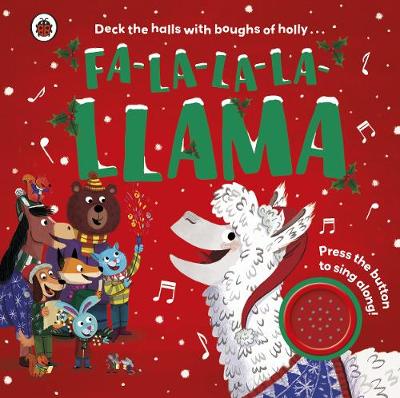 Deck the halls with boughs of holly...
FA-LA-LA-LA-
LLAMA
Press the button
to sing along!